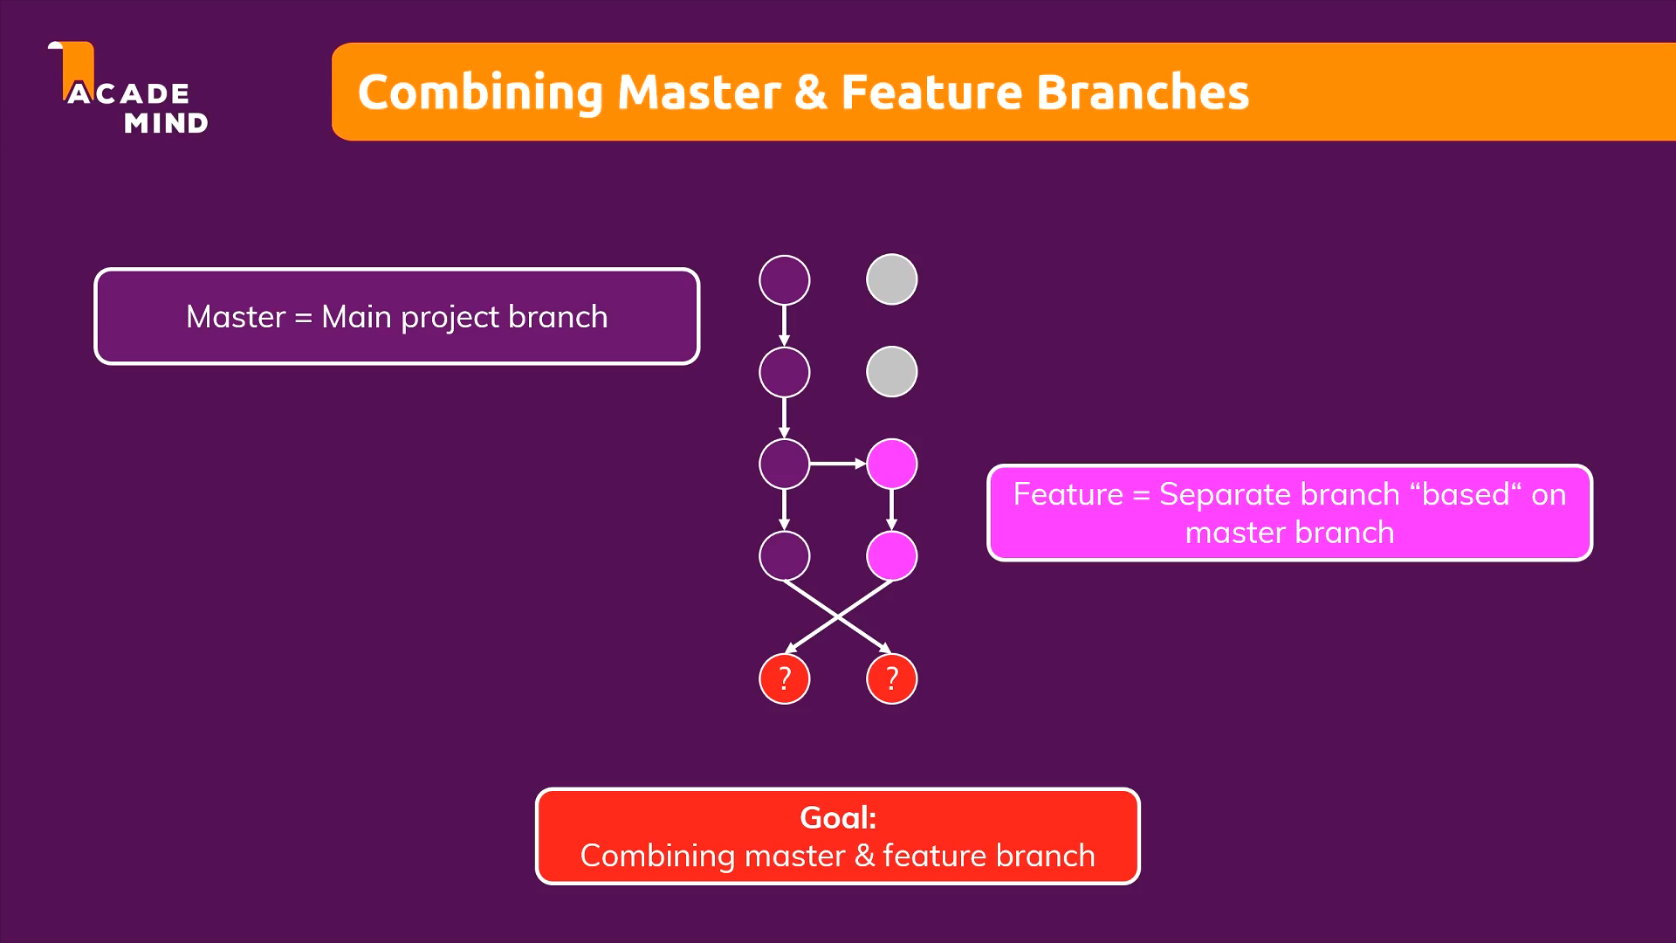 ACADE
MIND
Combining Master & Feature Branches
Master = Main project branch
Feature = Separate branch “based“ on
master branch
?
?
Goal:
Combining master & feature branch